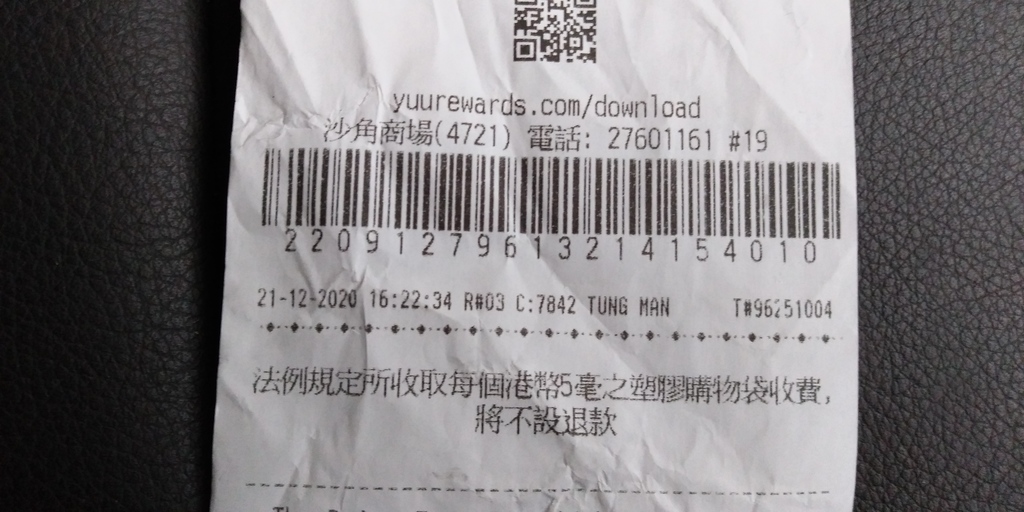 yuurewards.com/download
沙角商場(4721) 電話: 27601161 #19
2209127961321415401 0
21-12-2020 16:22:34 R#03 C:7842 TUNG MAN T#96251004
法例規定所收取每個港幣5毫之塑膠購物袋收費,
將不設退款